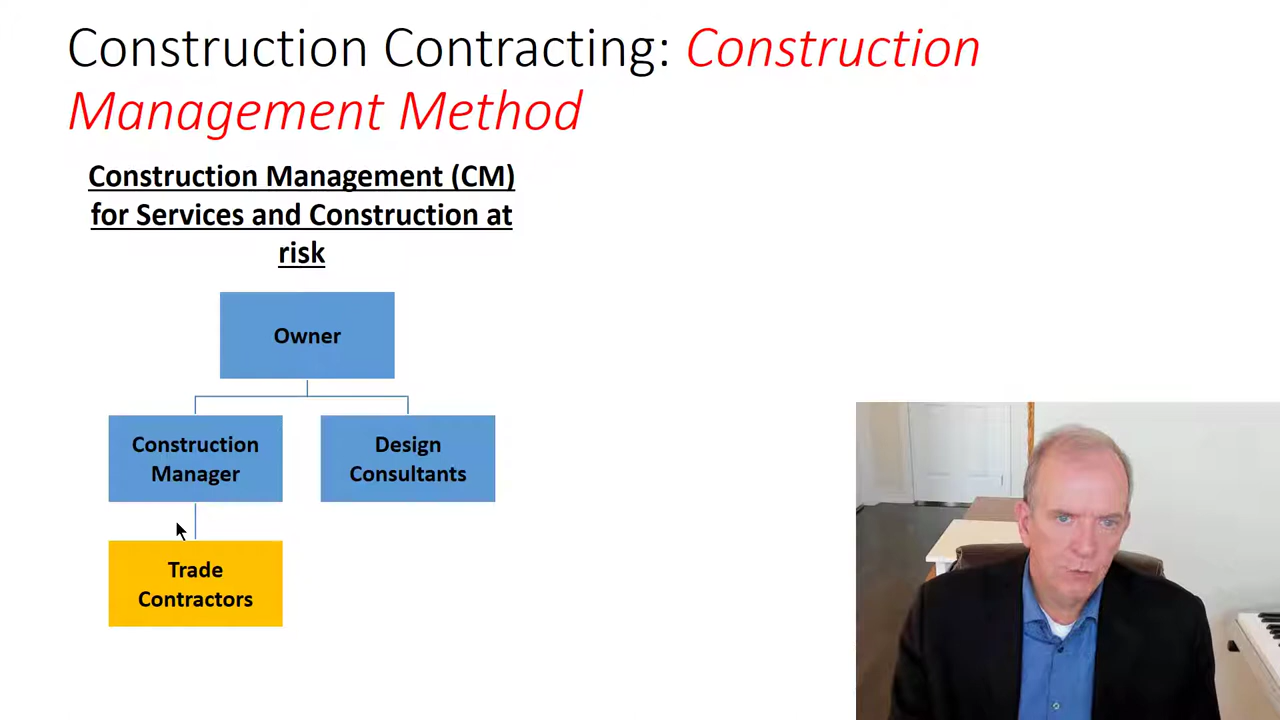 Construction Contracting: Construction
Management Method
Construction Management (CM)
for Services and Construction at
risk
Owner
Construction
Manager
Design
Consultants
Trade
Contractors